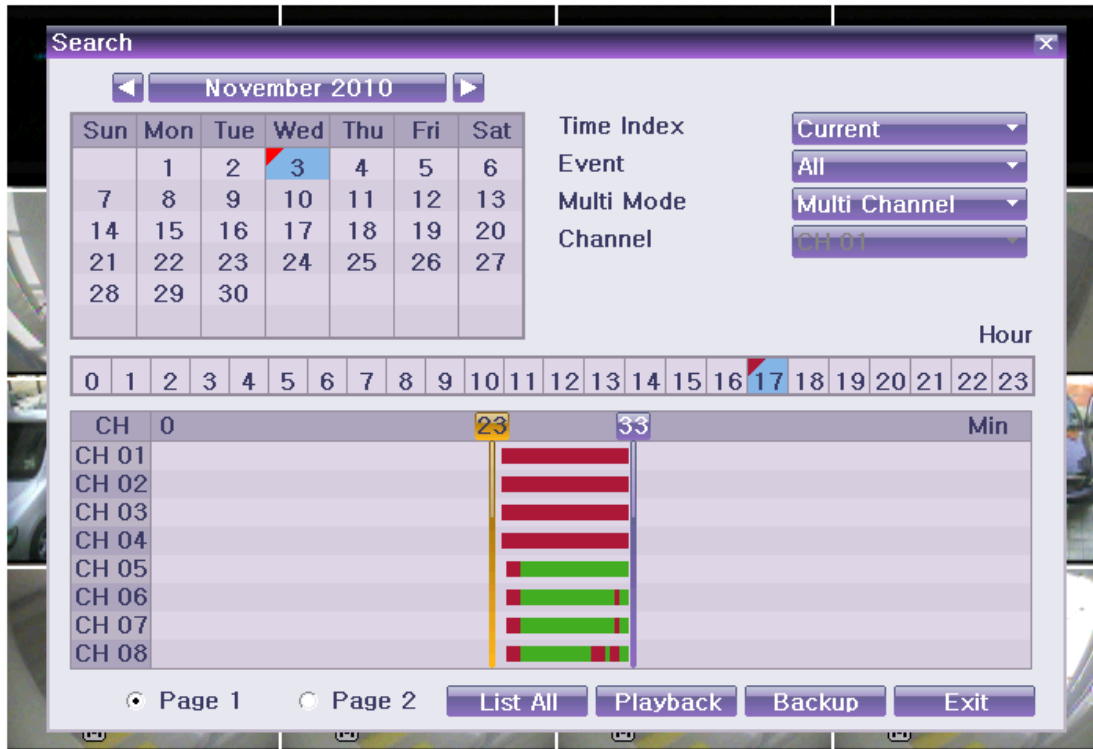 Search
November 2010
Sun Mon Tue Wed Thu Fri Sat
1 2 3 4 5 6
7 8 9 10 11 12 13
14 15 16 17 18 19 20
21 22 23 24 25 26 27
28 29 30
Time Index Current
Event All
Multi Mode Multi Channel
Channel CH 01
Hour
0 1 2 3 4 5 6 7 8 9 10 11 12 13 14 15 16 17 18 19 20 21 22 23
CH 0 23 33 Min
CH 01
CH 02
CH 03
CH 04
CH 05
CH 06
CH 07
CH 08
Page 1 Page 2 List All Playback Backup Exit
M M M M